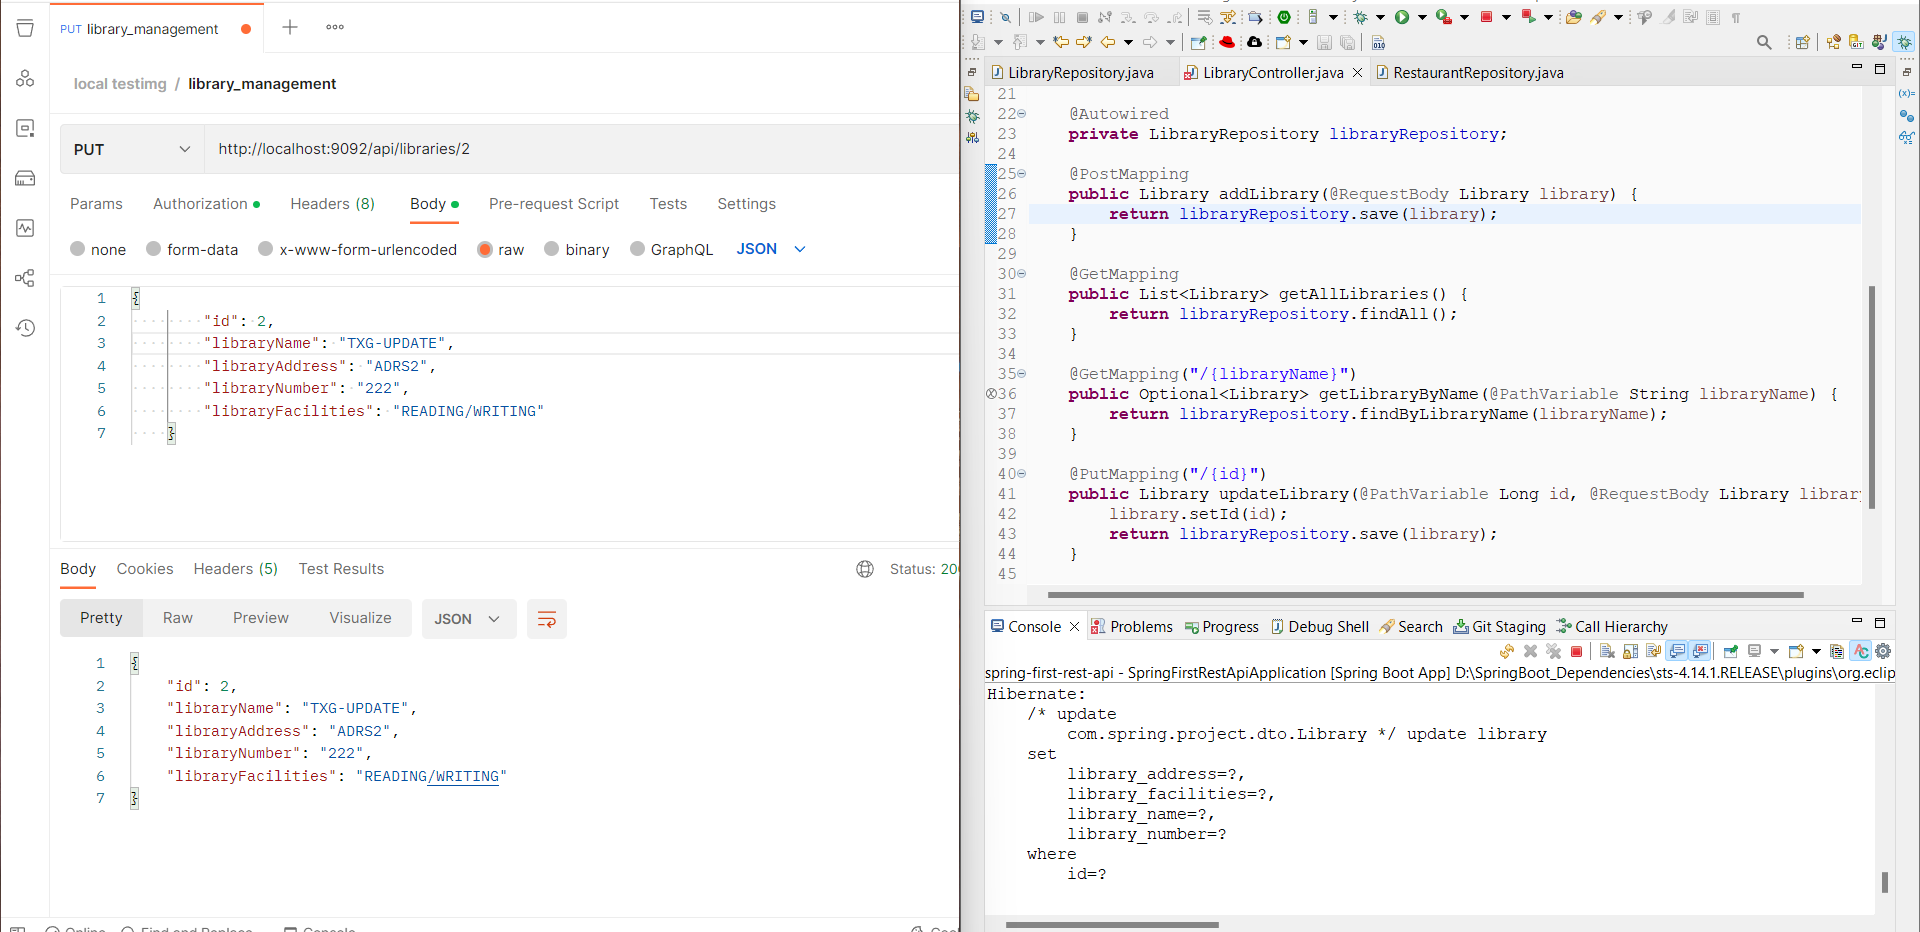 PUT library_management
local testimg / library_management
PUT http://localhost:9092/api/libraries/2
Params Authorization Headers (8) Body Pre-request Script Tests Settings
none form-data x-www-form-urlencoded raw binary GraphQL JSON
1 {
2 "id": 2,
3 "libraryName": "TXG-UPDATE",
4 "libraryAddress": "ADRS2",
5 "libraryNumber": "222",
6 "libraryFacilities": "READING/WRITING"
7 }
Body Cookies Headers (5) Test Results Status: 200
Pretty Raw Preview Visualize JSON
1 {
2 "id": 2,
3 "libraryName": "TXG-UPDATE",
4 "libraryAddress": "ADRS2",
5 "libraryNumber": "222",
6 "libraryFacilities": "READING/WRITING"
7 }
Online Find and Replace Console
LibraryRepository.java LibraryController.java RestaurantRepository.java
21
22 @Autowired
23 private LibraryRepository libraryRepository;
24
25 @PostMapping
26 public Library addLibrary(@RequestBody Library library) {
27 return libraryRepository.save(library);
28 }
29
30 @GetMapping
31 public List<Library> getAllLibraries() {
32 return libraryRepository.findAll();
33 }
34
35 @GetMapping("/{libraryName}")
36 public Optional<Library> getLibraryByName(@PathVariable String libraryName) {
37 return libraryRepository.findByLibraryName(libraryName);
38 }
39
40 @PutMapping("/{id}")
41 public Library updateLibrary(@PathVariable Long id, @RequestBody Library librar
42 library.setId(id);
43 return libraryRepository.save(library);
44 }
45
Console Problems Progress Debug Shell Search Git Staging Call Hierarchy
spring-first-rest-api - SpringFirstRestApiApplication [Spring Boot App] D:\SpringBoot_Dependencies\sts-4.14.1.RELEASE\plugins\org.eclip
Hibernate:
/* update
com.spring.project.dto.Library */ update library
set
library_address=?,
library_facilities=?,
library_name=?,
library_number=?
where
id=?